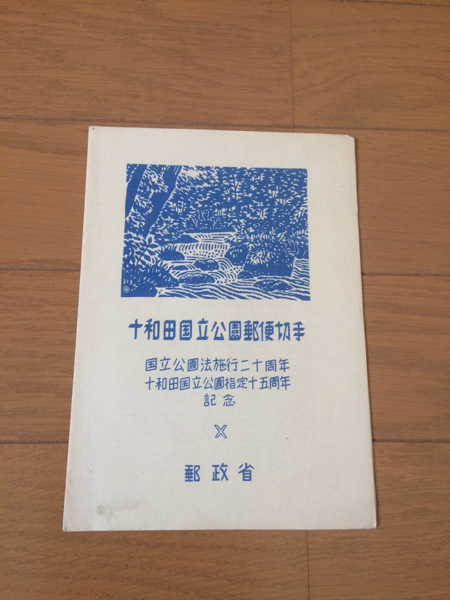 十和田国立公園郵便切手
国立公園法施行二十周年
十和田国立公園指定十五周年
記念
X
郵政省